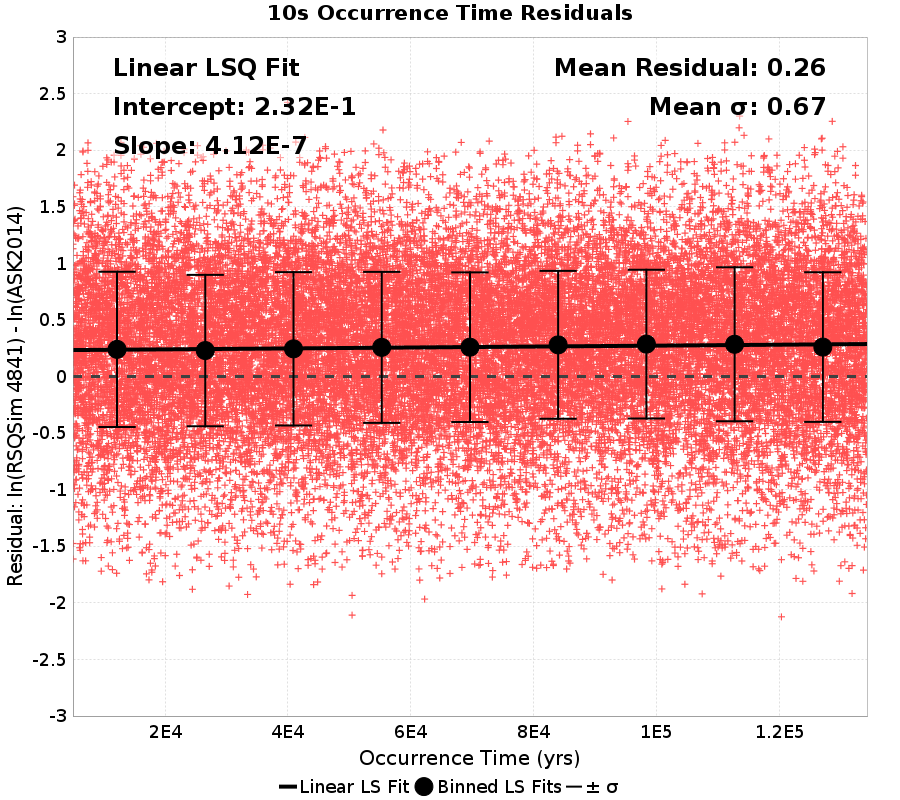 10s Occurrence Time Residuals
Linear LSQ Fit
Intercept: 2.32E-1
Slope: 4.12E-7
Mean Residual: 0.26
Mean σ: 0.67
Residual: ln(RSQSim 4841) - ln(ASK2014)
3
2.5
2
1.5
1
0.5
0
-0.5
-1
-1.5
-2
-2.5
-3
2E4 4E4 6E4 8E4 1E5 1.2E5
Occurrence Time (yrs)
Linear LS Fit Binned LS Fits ± σ